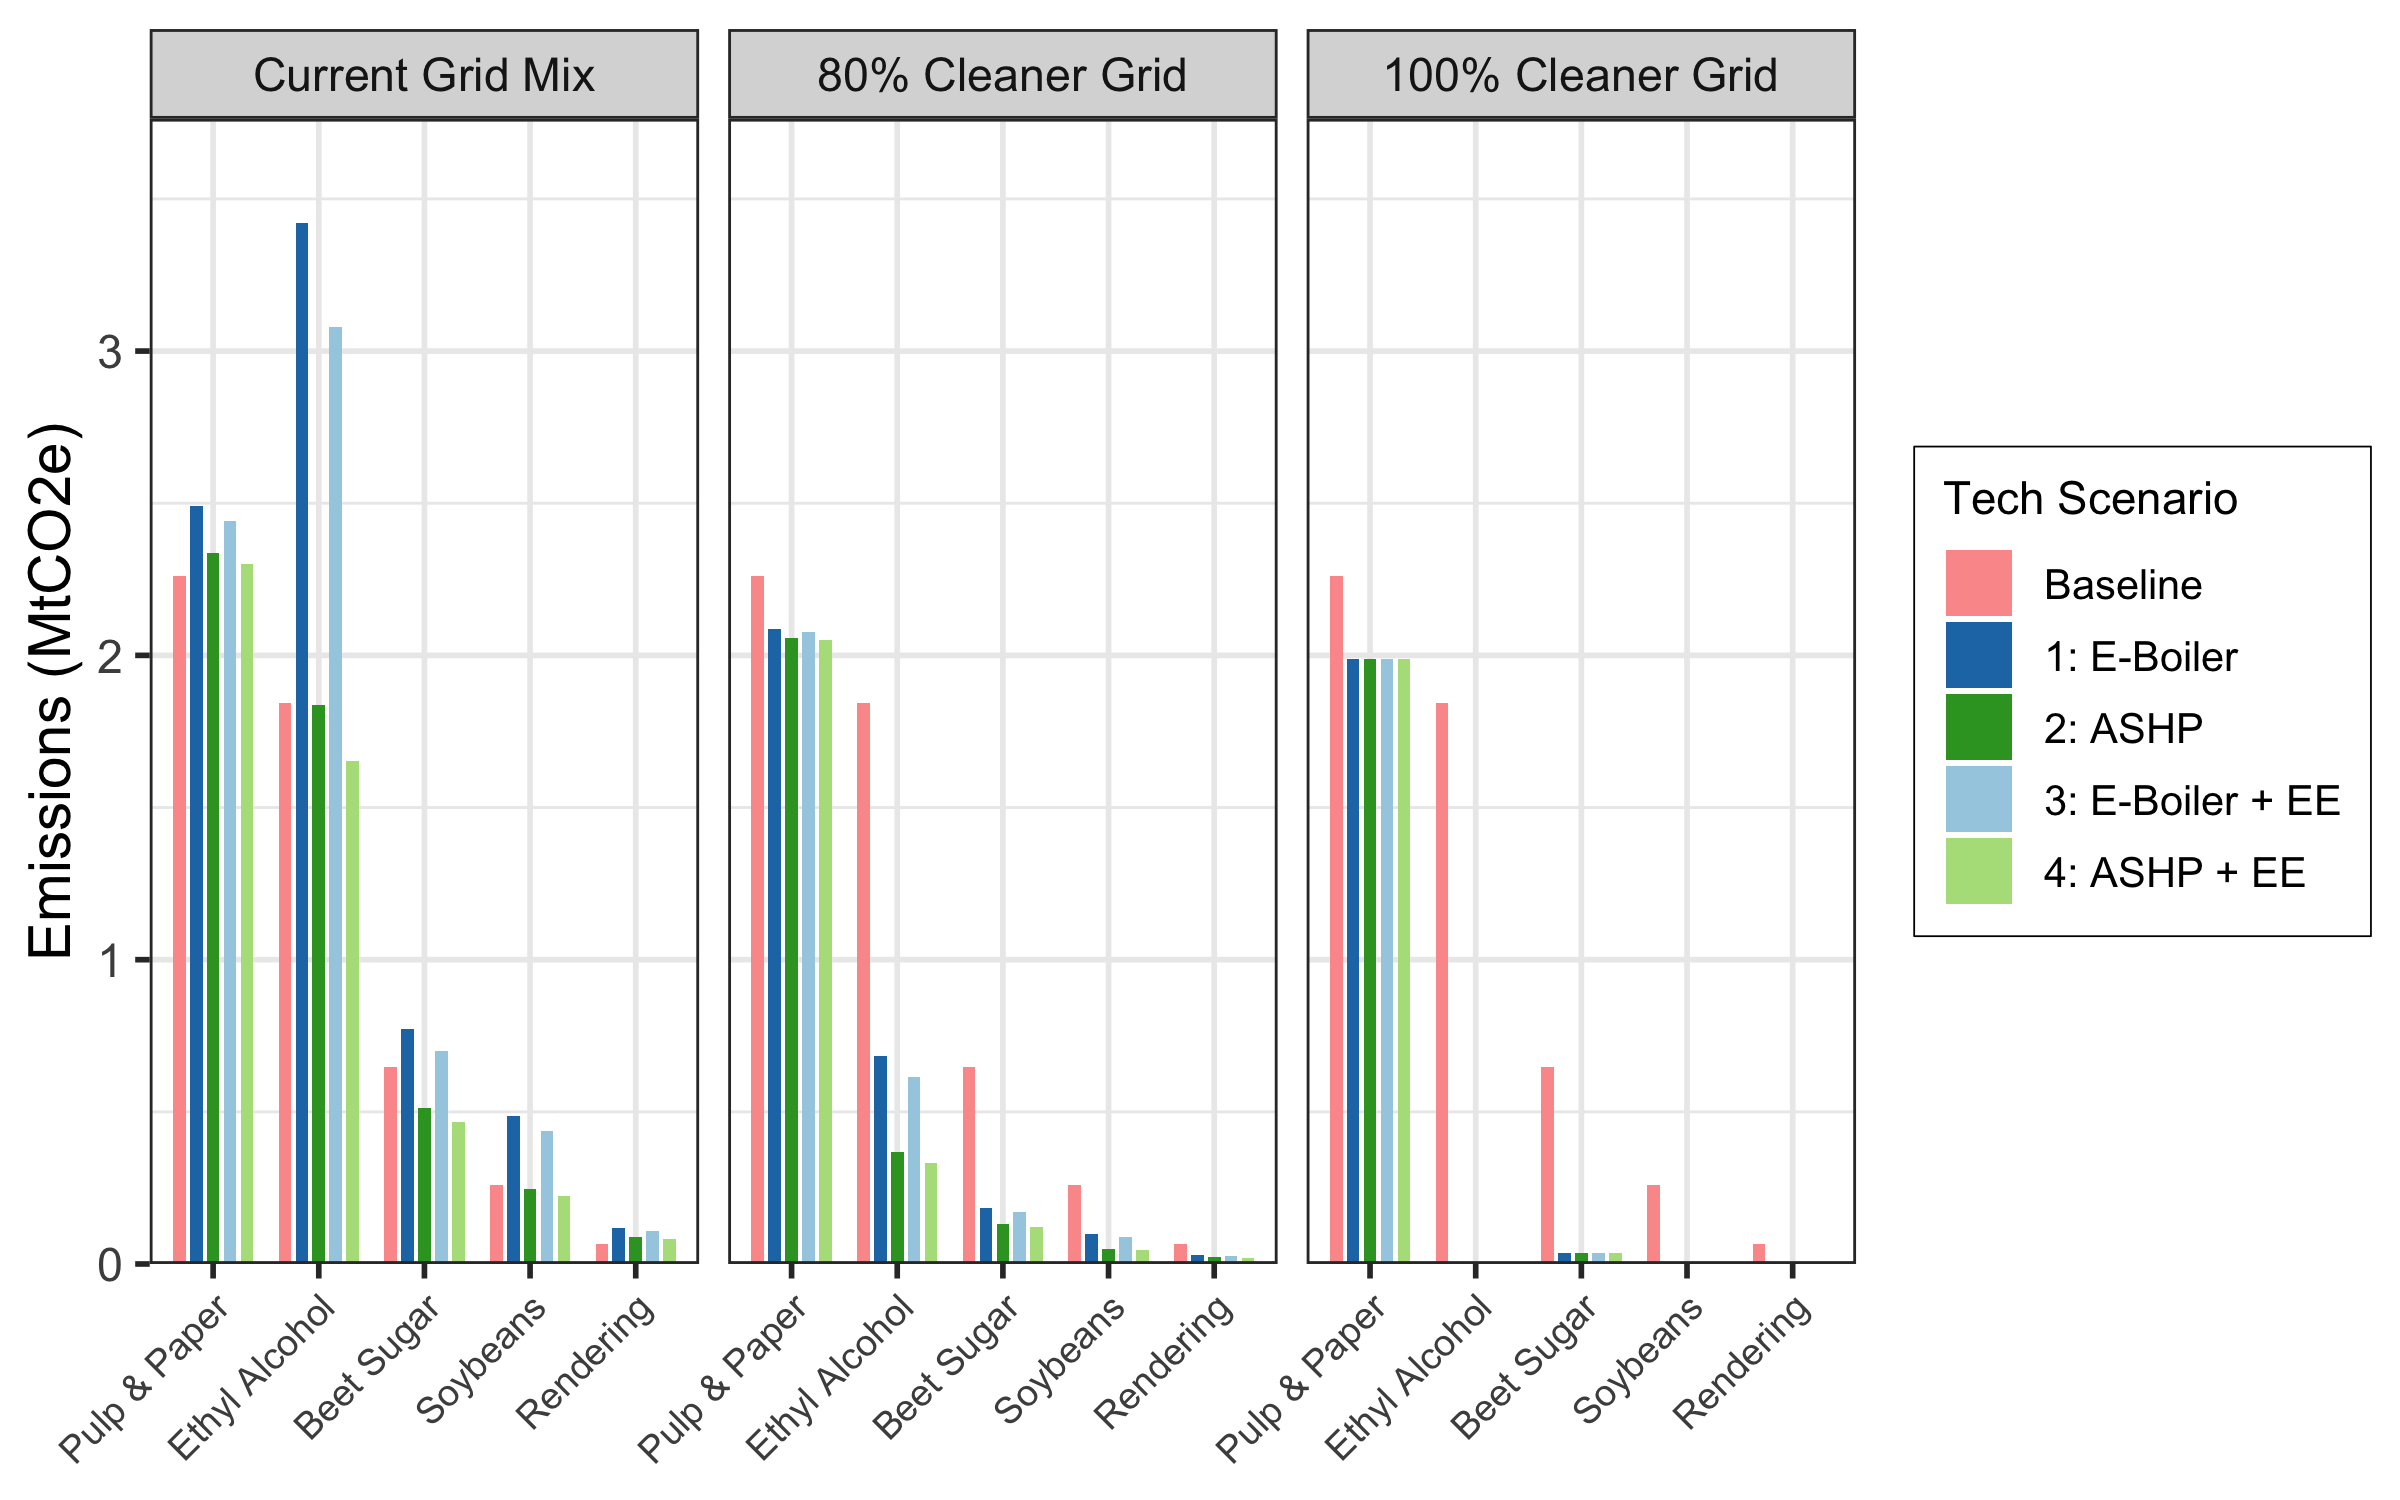 Current Grid Mix
80% Cleaner Grid
100% Cleaner Grid
Emissions (MtCO2e)
3
2
1
0
Pulp & Paper
Ethyl Alcohol
Beet Sugar
Soybeans
Rendering
Pulp & Paper
Ethyl Alcohol
Beet Sugar
Soybeans
Rendering
Pulp & Paper
Ethyl Alcohol
Beet Sugar
Soybeans
Rendering
Tech Scenario
Baseline
1: E-Boiler
2: ASHP
3: E-Boiler + EE
4: ASHP + EE